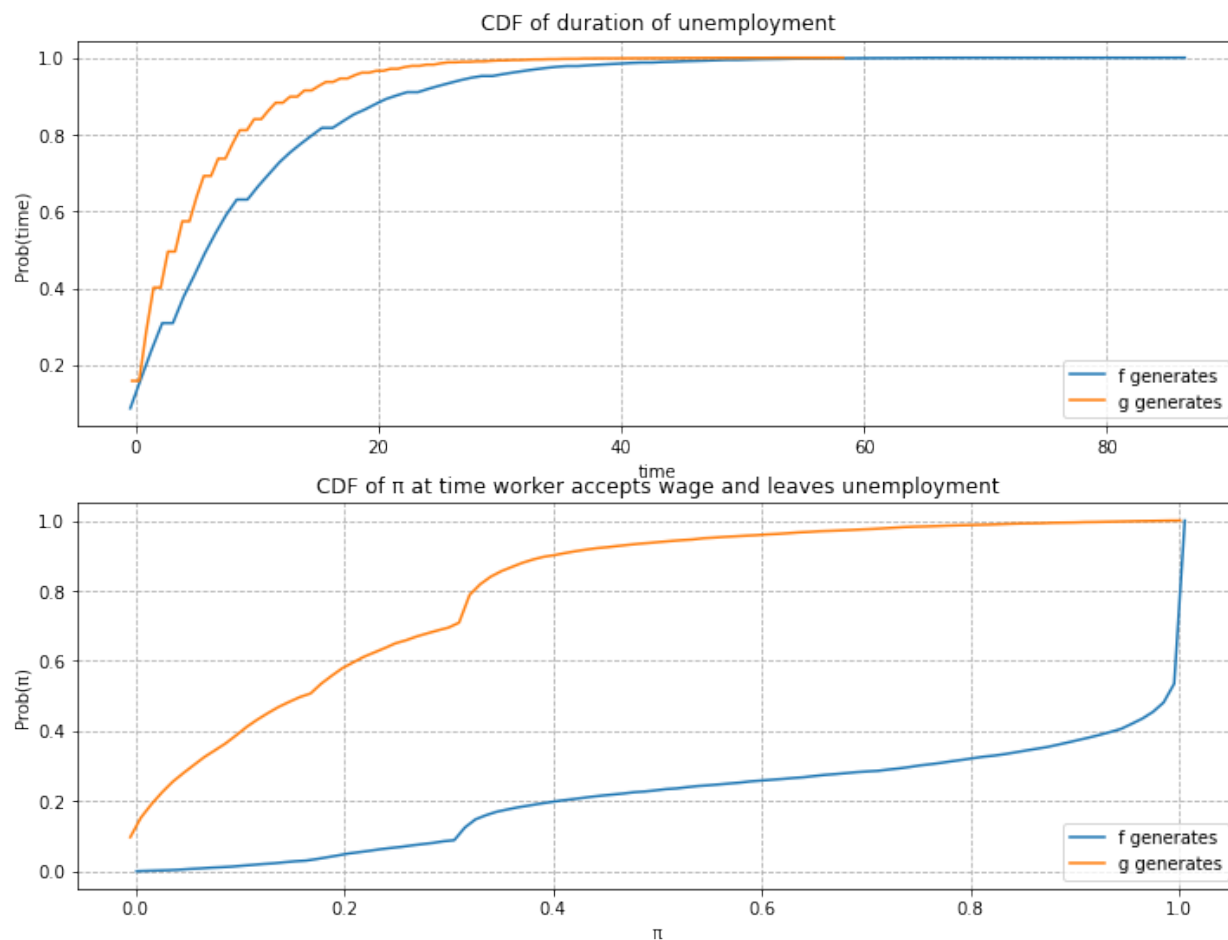 CDF of duration of unemployment
1.0
0.8
0.6
0.4
0.2
Prob(time)
f generates
g generates
0 20 40 60 80
time
CDF of π at time worker accepts wage and leaves unemployment
1.0
0.8
0.6
0.4
0.2
0.0
Prob(π)
f generates
g generates
0.0 0.2 0.4 0.6 0.8 1.0
π